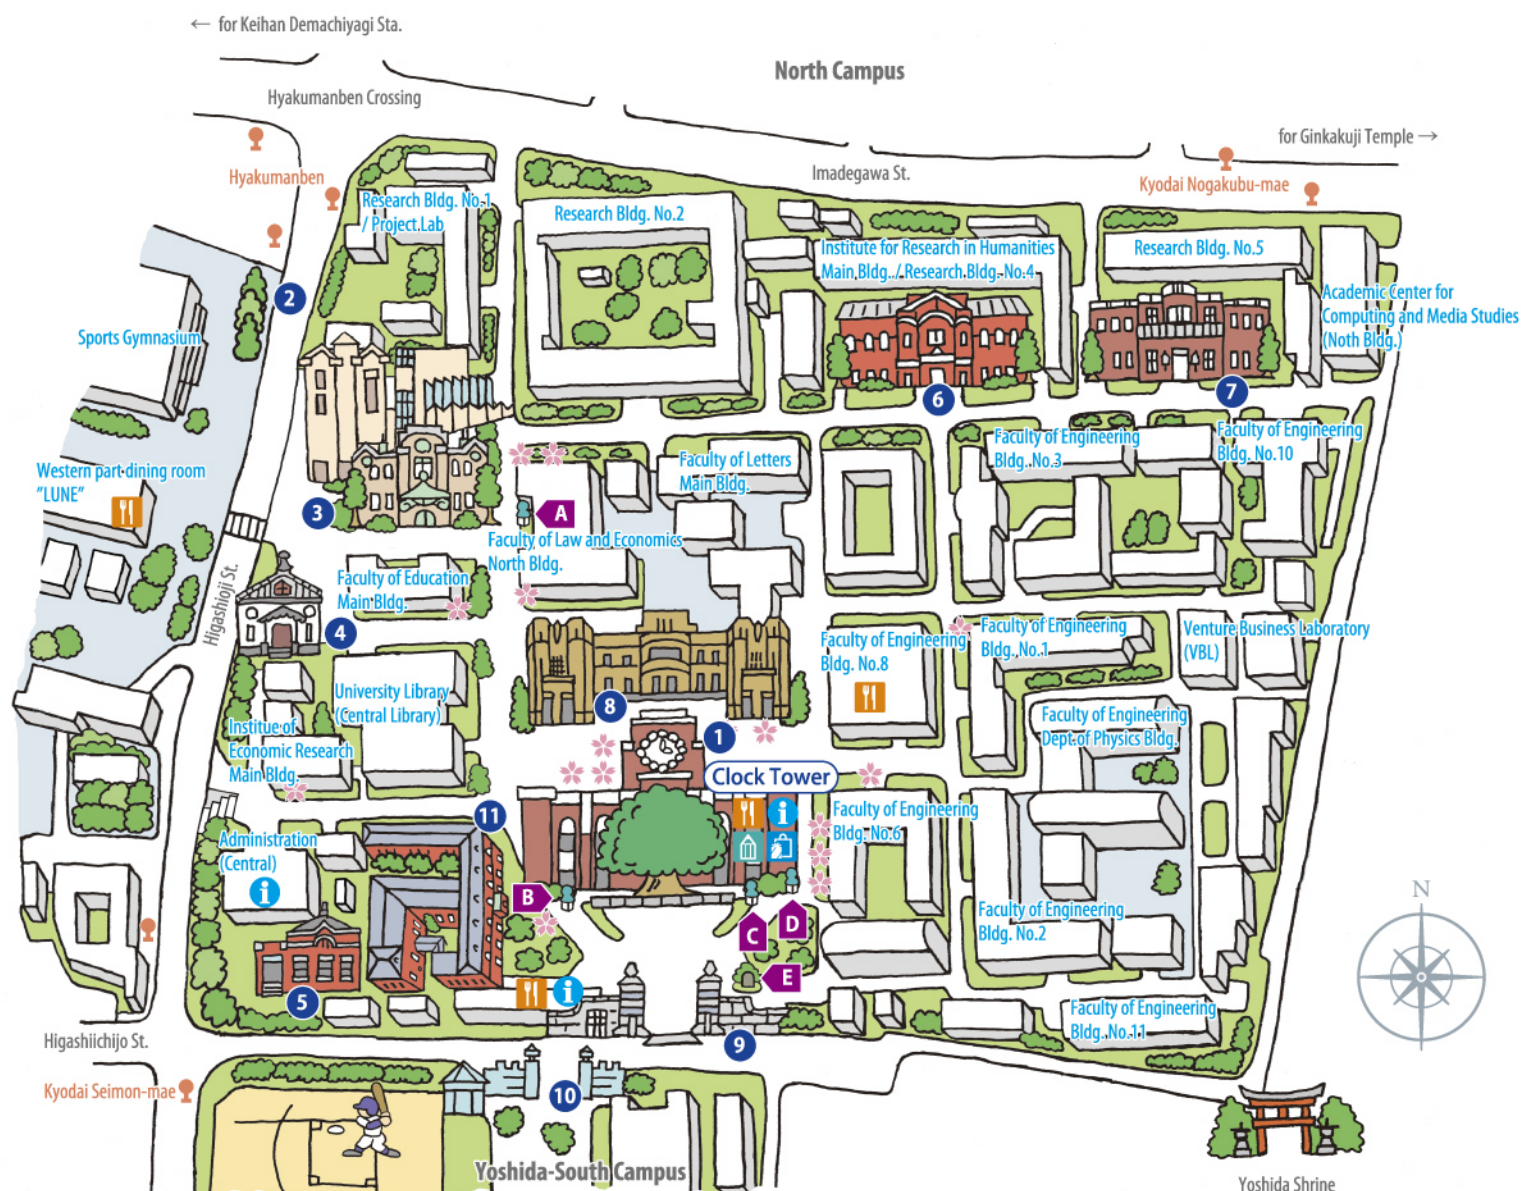 ← for Keihan Demachiyagi Sta.
North Campus
Hyakumanben Crossing
for Ginkakuji Temple →
Imadegawa St.
Hyakumanben
Kyodai Nogakubu-mae
Research Bldg. No.1
/ Project Lab
Research Bldg. No.2
Institute for Research in Humanities
Main Bldg. / Research Bldg. No.4
Research Bldg. No.5
Academic Center for
Computing and Media Studies
(Noth Bldg.)
2
Sports Gymnasium
6
7
Western part dining room
"LUNE"
3
A
Faculty of Letters
Main Bldg.
Faculty of Engineering
Bldg. No.3
Faculty of Engineering
Bldg. No.10
Faculty of Law and Economics
North Bldg.
Higashioji St.
Faculty of Education
Main Bldg.
4
Faculty of Engineering
Bldg. No.8
Faculty of Engineering
Bldg. No.1
Venture Business Laboratory
(VBL)
University Library
(Central Library)
8
1
Institue of
Economic Research
Main Bldg.
Faculty of Engineering
Dept.of Physics Bldg.
Clock Tower
i
11
Faculty of Engineering
Bldg. No.6
Administration
(Central)
i
B
C
D
E
Faculty of Engineering
Bldg. No.2
N
5
i
Faculty of Engineering
Bldg. No.11
9
Higashiichijo St.
Kyodai Seimon-mae
10
Yoshida-South Campus
Yoshida Shrine